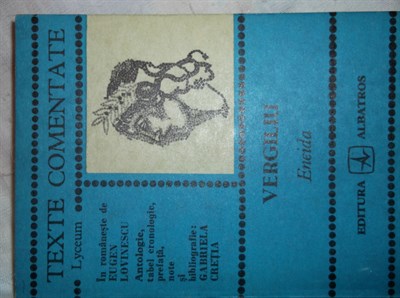 TEXTE COMENTATE
Lyceum
În românește de
EUGEN
LOVINESCU
Antologie,
tabel cronologic,
prefață,
note
și
bibliografie:
GABRIELA
CREȚIA
VERGILIU
Eneida
EDITURA
ALBATROS